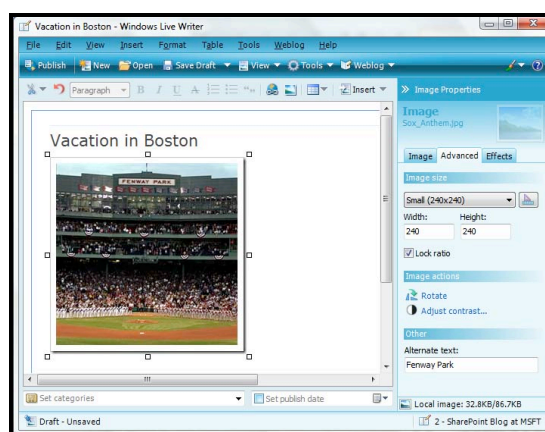 Vacation in Boston - Windows Live Writer
File Edit View Insert Format Table Tools Weblog Help
Publish New Open Save Draft View Tools Weblog
Paragraph B I U A Insert
Image Properties
Image
Sox_Anthem.jpg
Image Advanced Effects
Image size
Small (240x240)
Width: Height:
240 240
Lock ratio
Image actions
Rotate
Adjust contrast...
Other
Alternate text:
Fenway Park
Vacation in Boston
FENWAY PARK
Set categories Set publish date
Local image: 32.8KB/86.7KB
Draft - Unsaved
2 - SharePoint Blog at MSFT